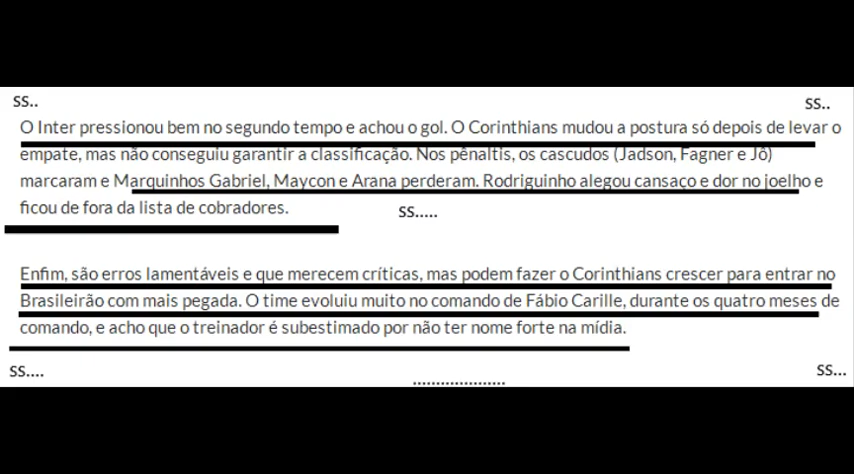 ss.. ss..
O Inter pressionou bem no segundo tempo e achou o gol. O Corinthians mudou a postura só depois de levar o
empate, mas não conseguiu garantir a classificação. Nos pênaltis, os cascudos (Jadson, Fagner e Jô)
marcaram e Marquinhos Gabriel, Maycon e Arana perderam. Rodriguinho alegou cansaço e dor no joelho e
ficou de fora da lista de cobradores.
ss.....
Enfim, são erros lamentáveis e que merecem críticas, mas podem fazer o Corinthians crescer para entrar no
Brasileirão com mais pegada. O time evoluiu muito no comando de Fábio Carille, durante os quatro meses de
comando, e acho que o treinador é subestimado por não ter nome forte na mídia.
ss.... ss...
.....................